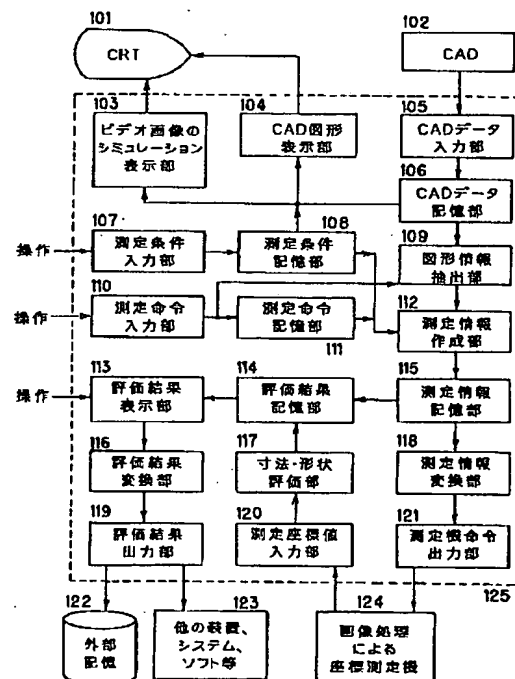 101
CRT
102
CAD
103
ビデオ画像の
シミュレーション
表示部
104
CAD図形
表示部
105
CADデータ
入力部
106
CADデータ
記憶部
操作
107
測定条件
入力部
108
測定条件
記憶部
109
図形情報
抽出部
操作
110
測定命令
入力部
測定命令
記憶部
111
112
測定情報
作成部
操作
113
評価結果
表示部
114
評価結果
記憶部
115
測定情報
記憶部
116
評価結果
変換部
117
寸法・形状
評価部
118
測定情報
変換部
119
評価結果
出力部
120
測定座標値
入力部
121
測定機命令
出力部
125
122
外部
記憶
123
他の装置、
システム、
ソフト等
124
画像処理
による
座標測定機